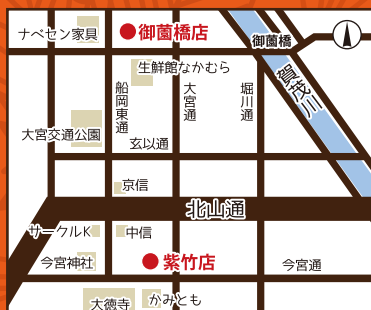 ナベセン家具
御薗橋店
御薗橋
生鮮館なかむら
賀茂川
船岡東通
大宮通
堀川通
大宮交通公園
玄以通
京信
北山通
サークルK
中信
今宮神社
紫竹店
今宮通
大徳寺
かみとも